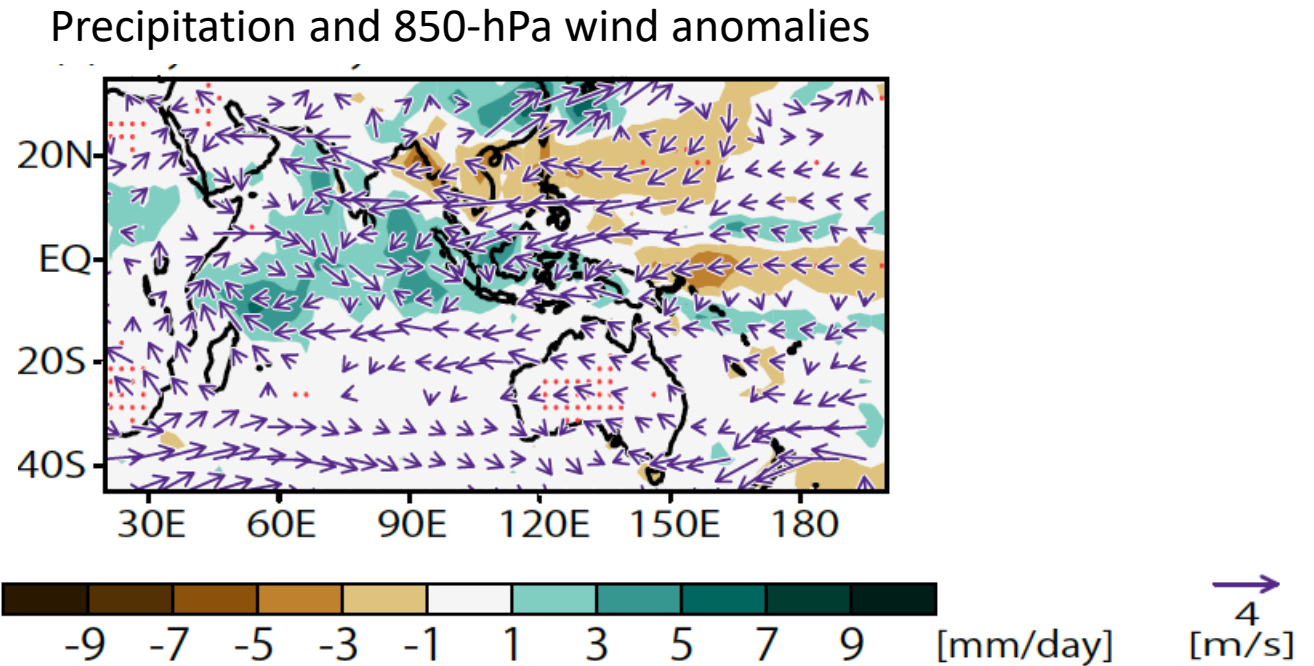 Precipitation and 850-hPa wind anomalies
20N
EQ
20S
40S
30E 60E 90E 120E 150E 180
-9 -7 -5 -3 -1 1 3 5 7 9 [mm/day]
4
[m/s]